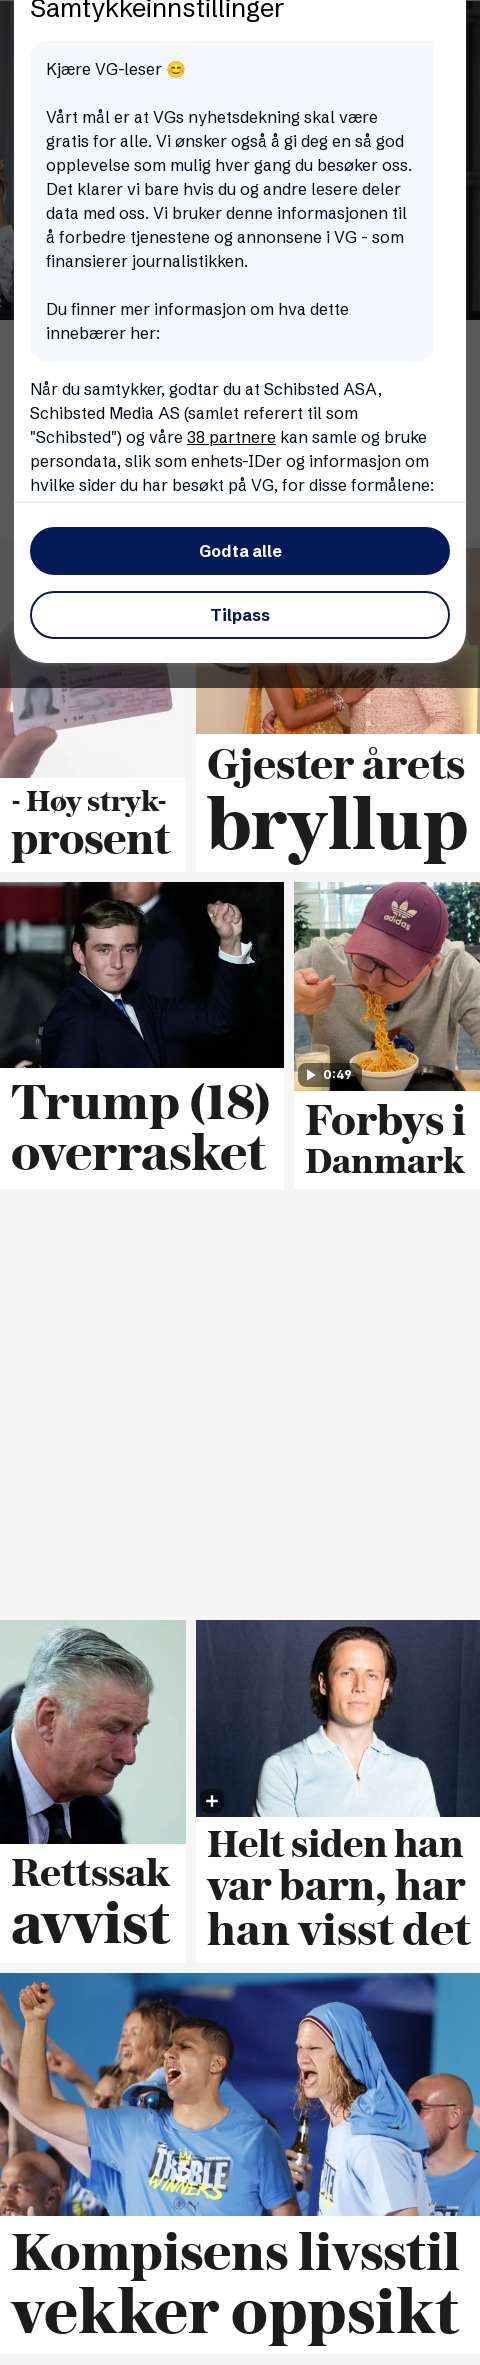 Samtykkeinnstillinger
Kjære VG-leser 😊
Vårt mål er at VGs nyhetsdekning skal være
gratis for alle. Vi ønsker også å gi deg en så god
opplevelse som mulig hver gang du besøker oss.
Det klarer vi bare hvis du og andre lesere deler
data med oss. Vi bruker denne informasjonen til
å forbedre tjenestene og annonsene i VG - som
finansierer journalistikken.
Du finner mer informasjon om hva dette
innebærer her:
Når du samtykker, godtar du at Schibsted ASA,
Schibsted Media AS (samlet referert til som
"Schibsted") og våre 38 partnere kan samle og bruke
persondata, slik som enhets-IDer og informasjon om
hvilke sider du har besøkt på VG, for disse formålene:
Godta alle
Tilpass
- Høy stryk-
prosent
Gjester årets
bryllup
adidas
0:49
Trump (18)
overrasket
Forbys i
Danmark
Rettssak
avvist
Helt siden han
var barn, har
han visst det
TREBLE
WINNERS
Kompisens livsstil
vekker oppsikt